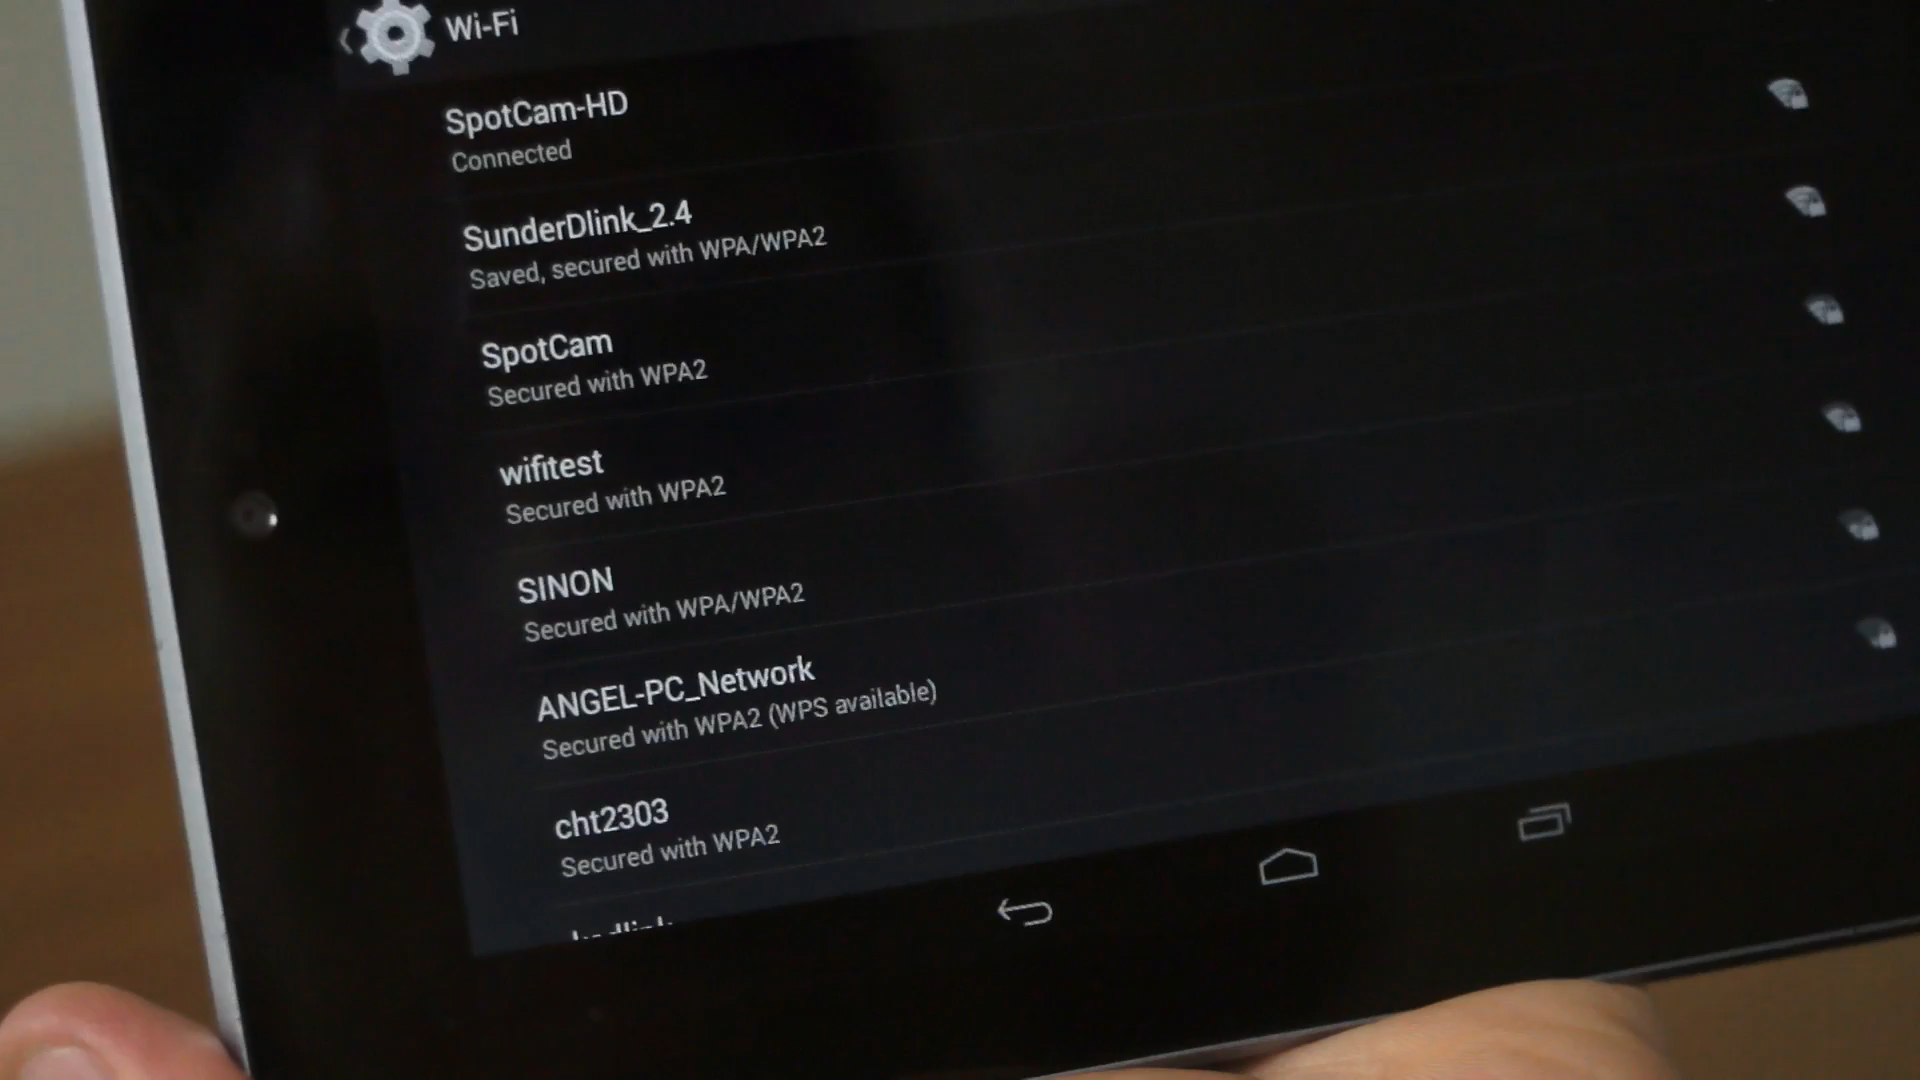 Wi-Fi
SpotCam-HD
Connected
SunderDlink_2.4
Saved, secured with WPA/WPA2
SpotCam
Secured with WPA2
wifitest
Secured with WPA2
SINON
Secured with WPA/WPA2
ANGEL-PC_Network
Secured with WPA2 (WPS available)
cht2303
Secured with WPA2